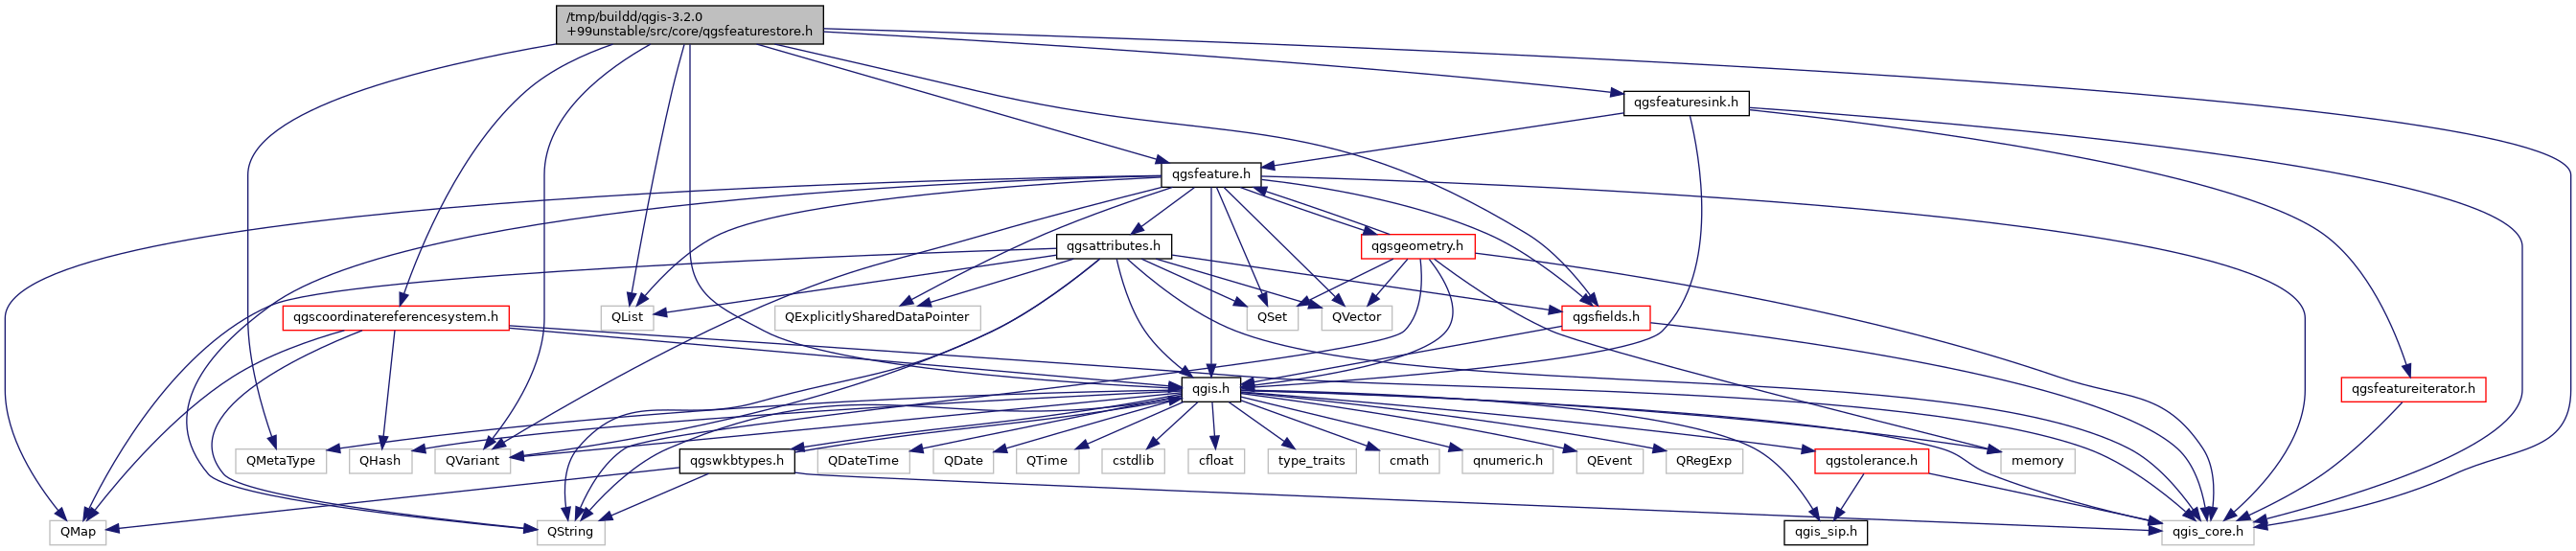 /tmp/buildd/qgis-3.2.0
+99unstable/src/core/qgsfeaturestore.h
qgsfeaturesink.h
qgsfeature.h
qgsattributes.h
qgsgeometry.h
qgscoordinatereferencesystem.h
QList
QExplicitlySharedDataPointer
QSet
QVector
qgsfields.h
qgis.h
qgsfeatureiterator.h
QMetaType
QHash
QVariant
qgswkbtypes.h
QDateTime
QDate
QTime
cstdlib
cfloat
type_traits
cmath
qnumeric.h
QEvent
QRegExp
qgstolerance.h
memory
QMap
QString
qgis_sip.h
qgis_core.h